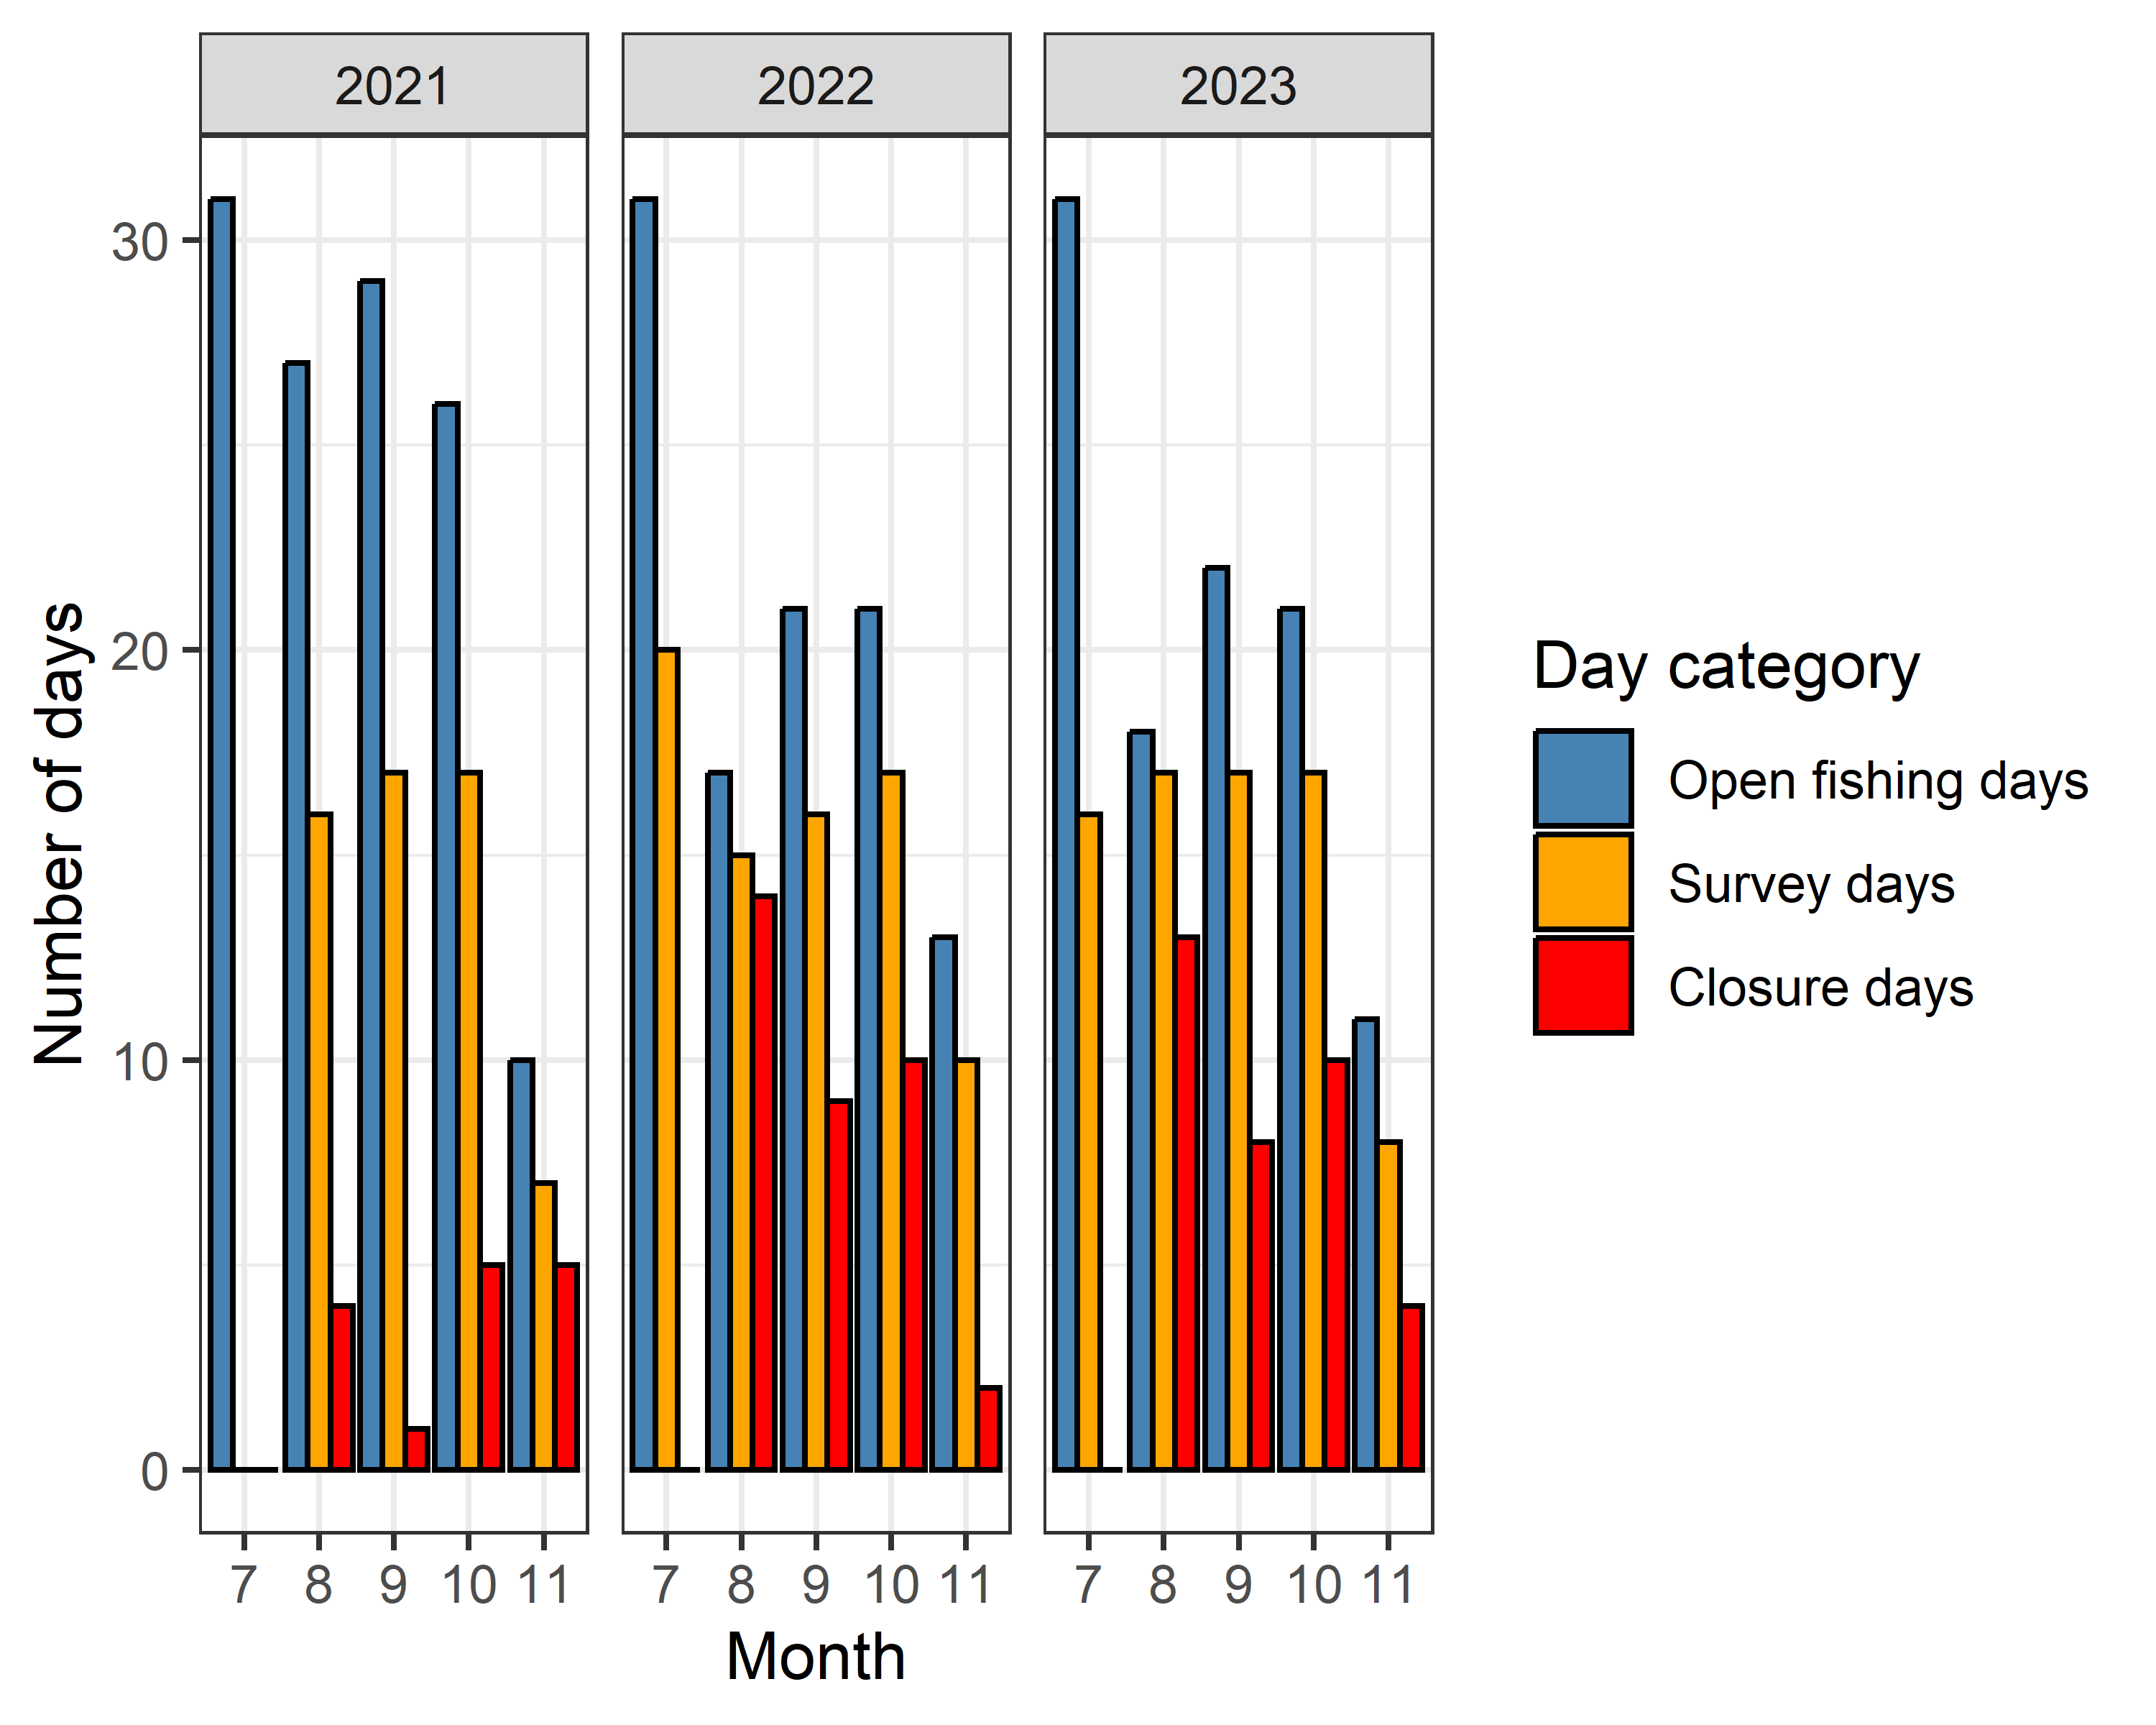 2021 2022 2023
30
20
10
0
7 8 9 10 11 7 8 9 10 11 7 8 9 10 11
Month
Number of days
Day category
Open fishing days
Survey days
Closure days